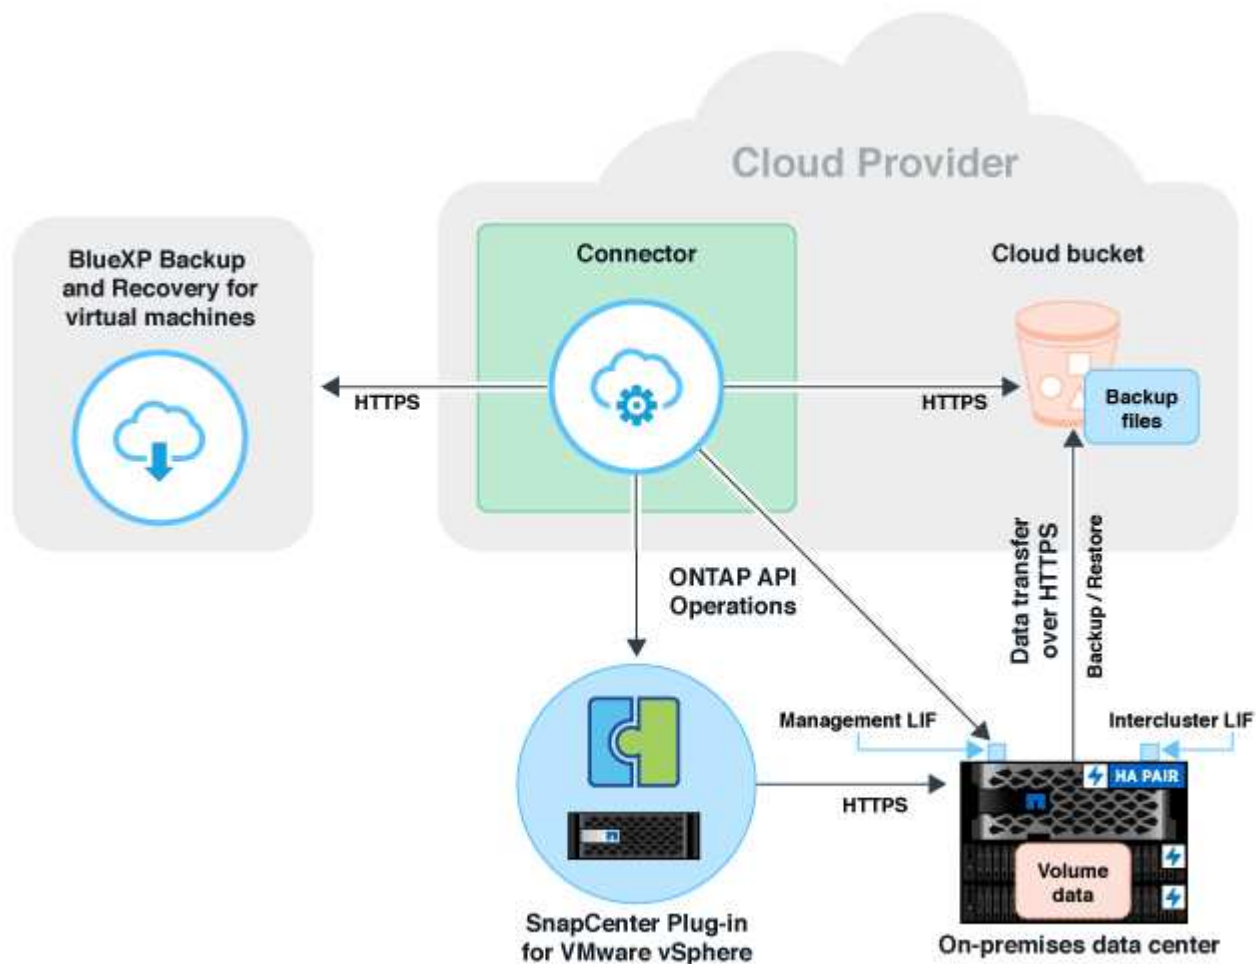 Cloud Provider
BlueXP Backup
and Recovery for
virtual machines
Connector
Cloud bucket
HTTPS
HTTPS
Backup
files
ONTAP API
Operations
Data transfer
over HTTPS
Backup / Restore
Management LIF
Intercluster LIF
HA PAIR
HTTPS
Volume
data
SnapCenter Plug-in
for VMware vSphere
On-premises data center